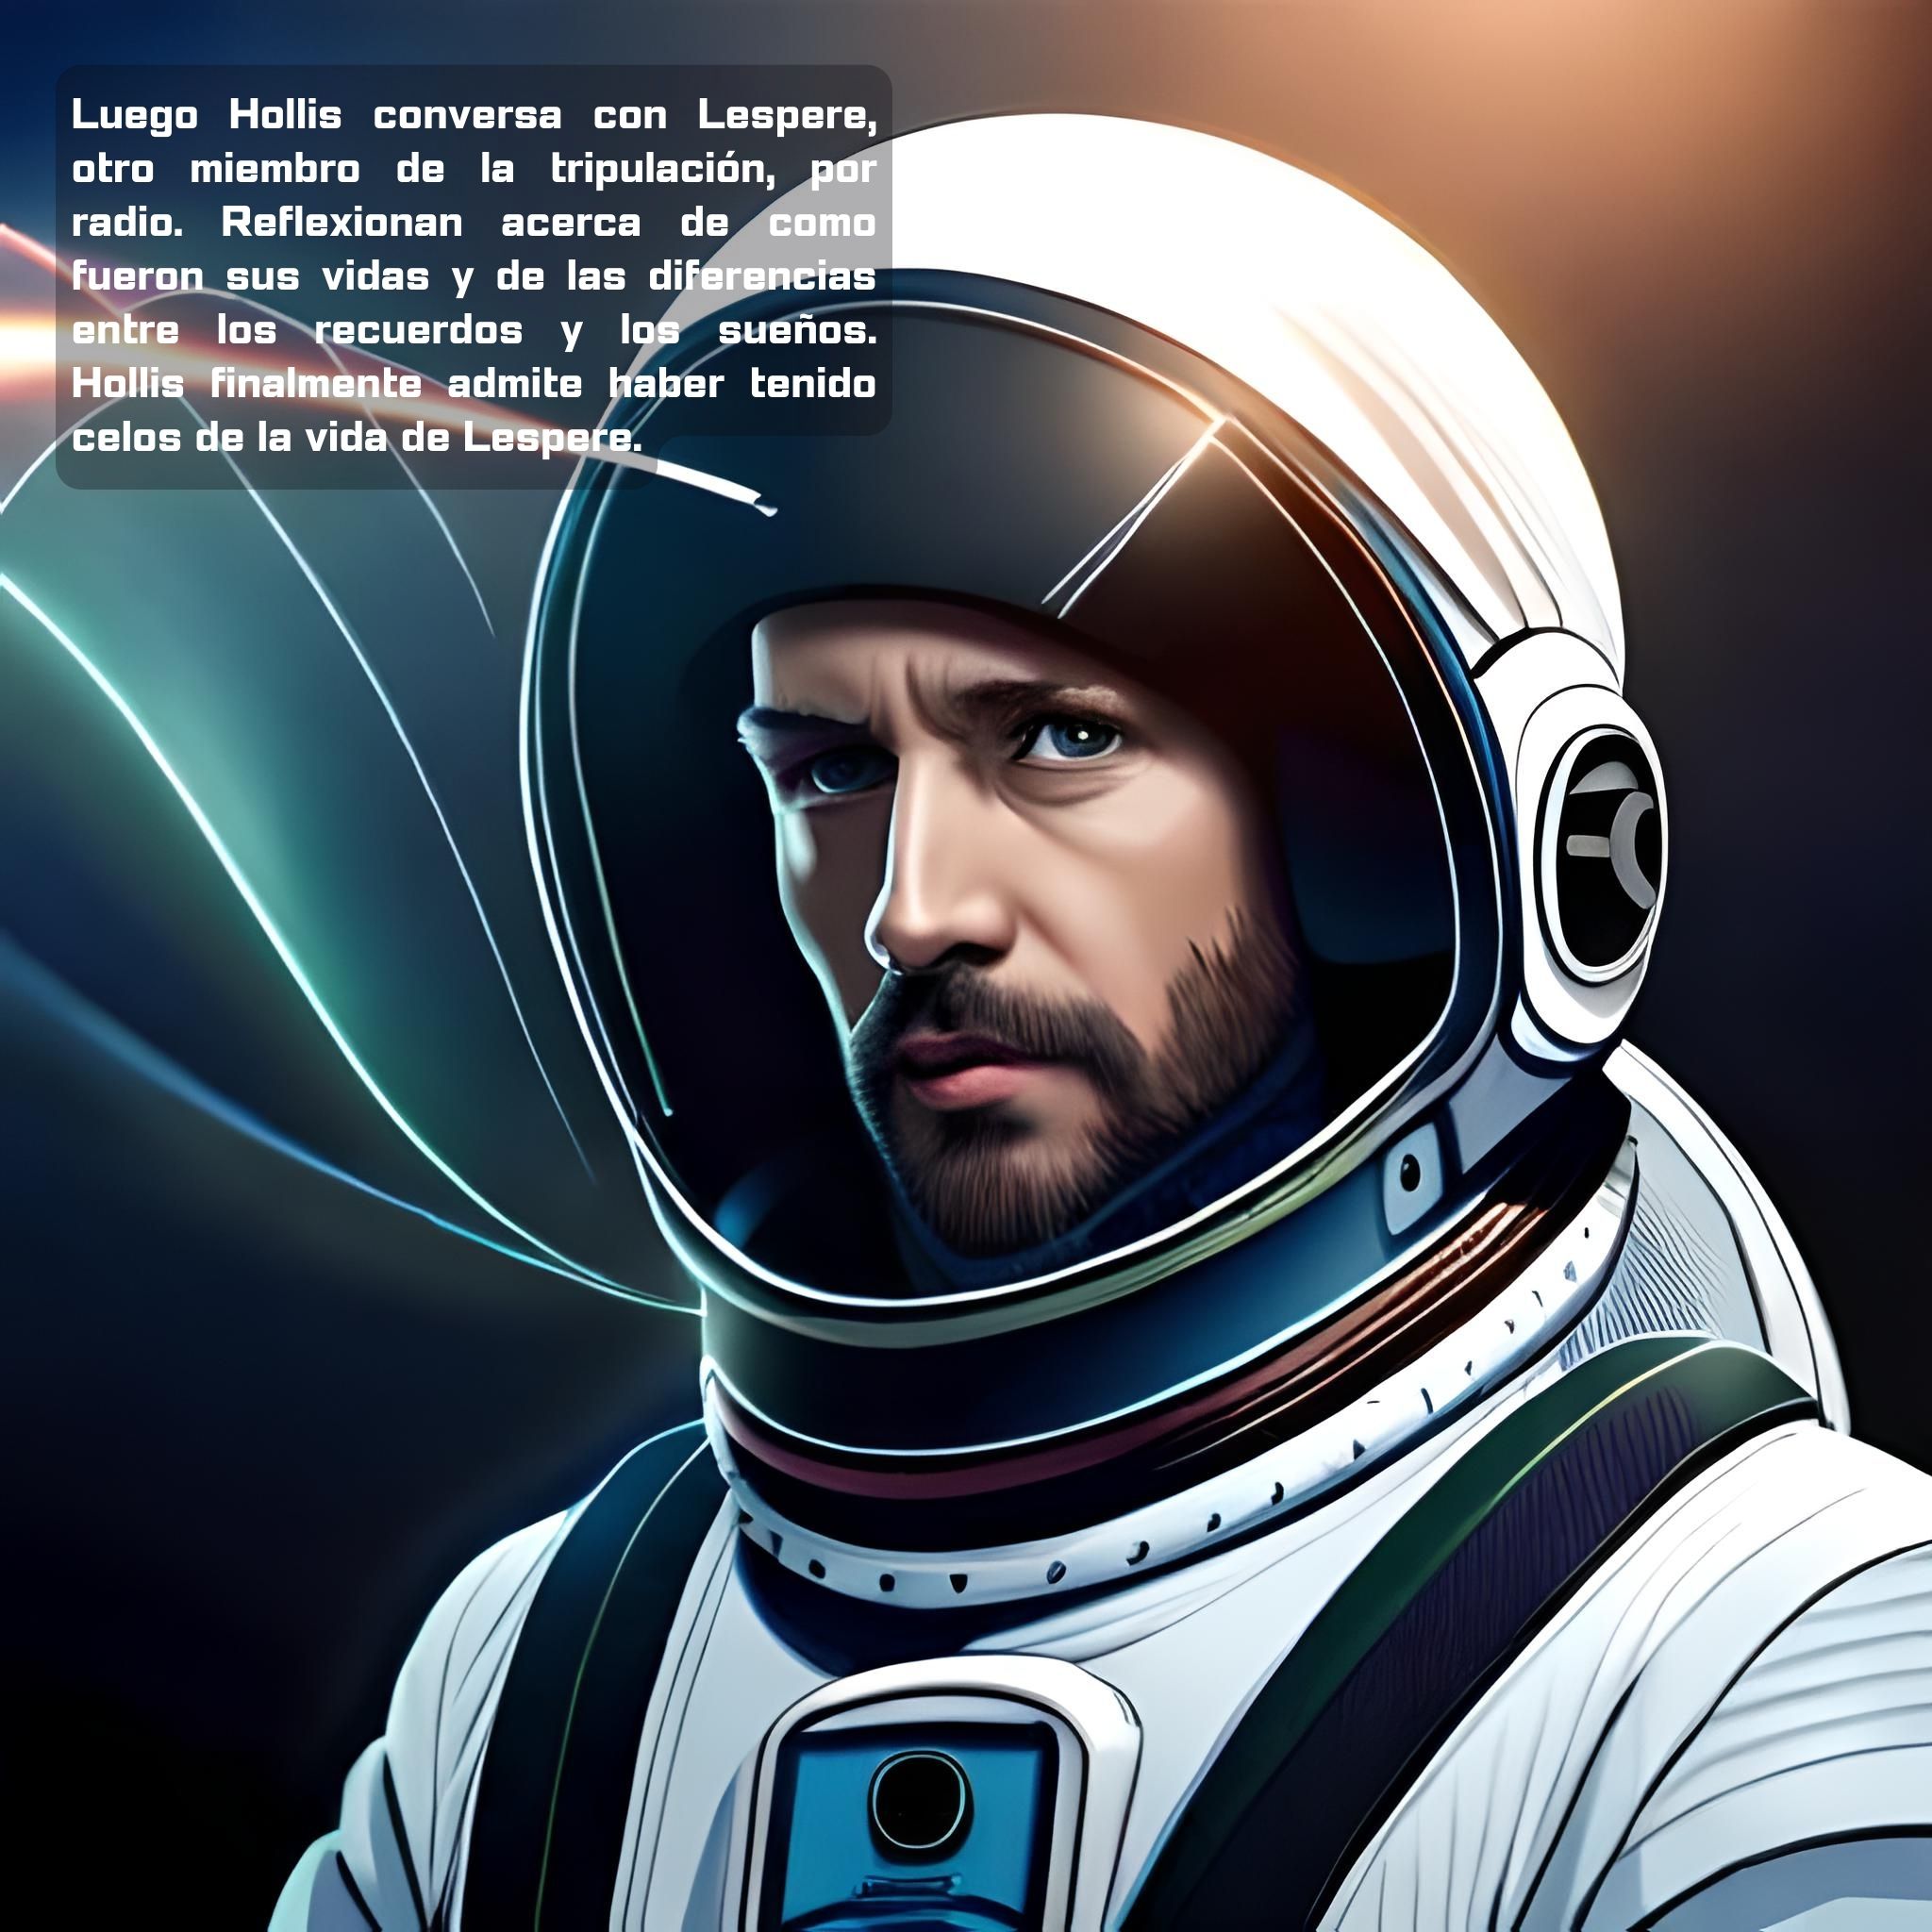 Luego Hollis conversa con Lespere,
otro miembro de la tripulación, por
radio. Reflexionan acerca de como
fueron sus vidas y de las diferencias
entre los recuerdos y los sueños.
Hollis finalmente admite haber tenido
celos de la vida de Lespere.